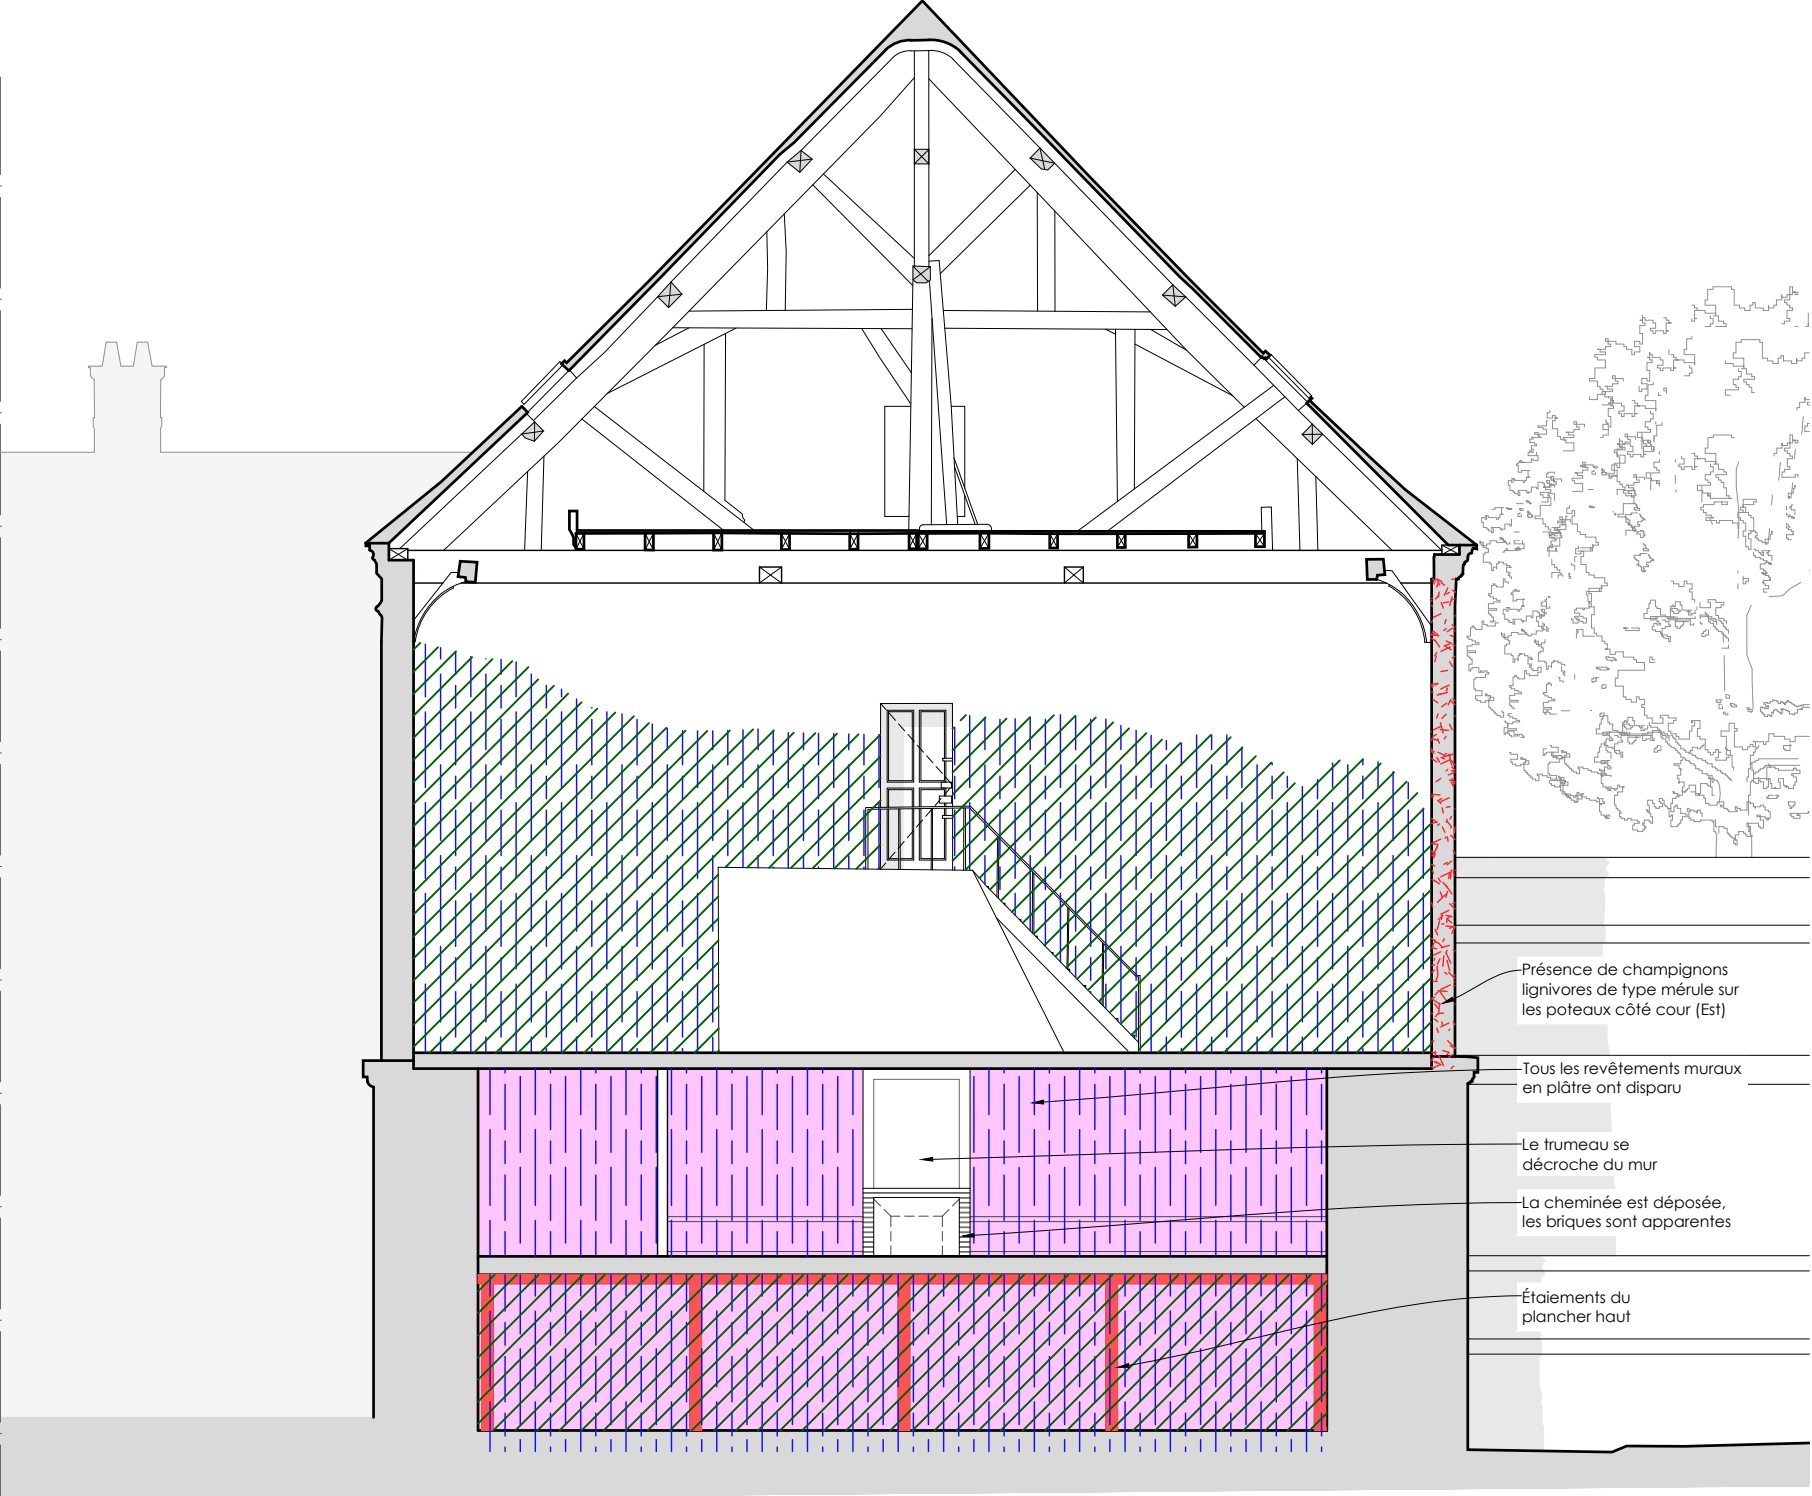 Présence de champignons
lignivores de type mérule sur
les poteaux côté cour (Est)
Tous les revêtements muraux
en plâtre ont disparu
Le trumeau se
décroche du mur
La cheminée est déposée,
les briques sont apparentes
Étaiements du
plancher haut